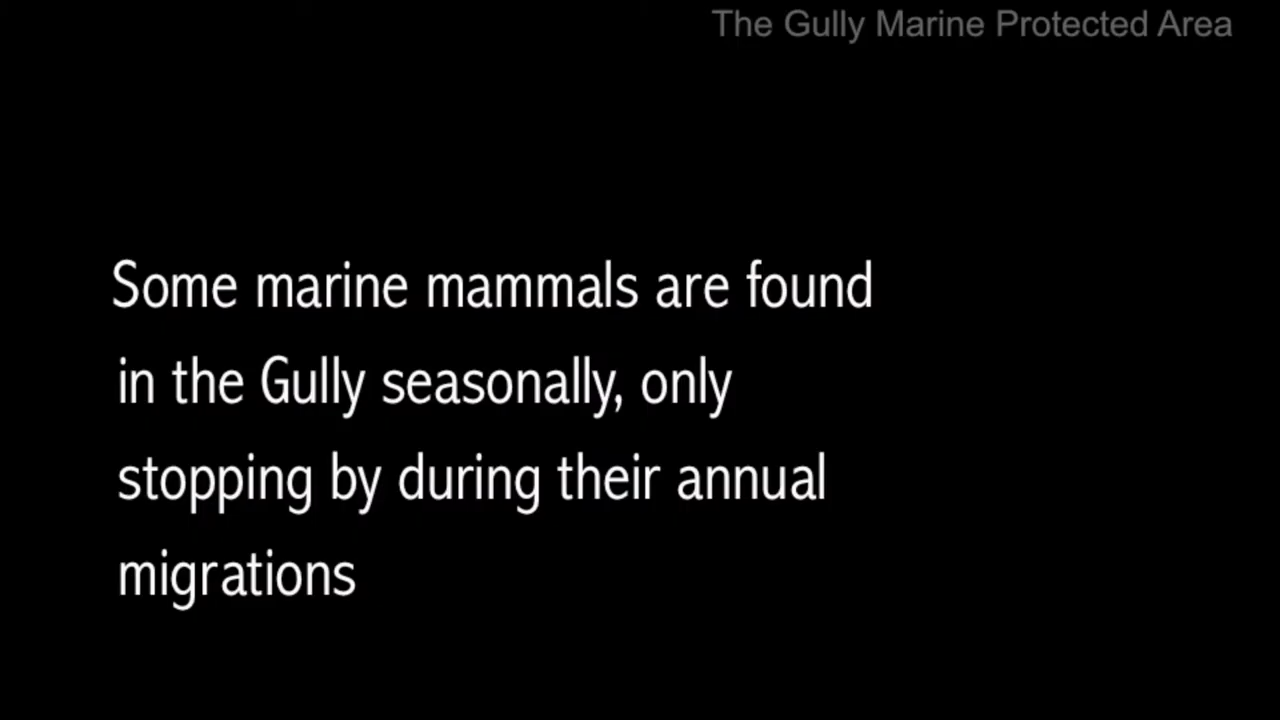 The Gully Marine Protected Area
Some marine mammals are found
in the Gully seasonally, only
stopping by during their annual
migrations